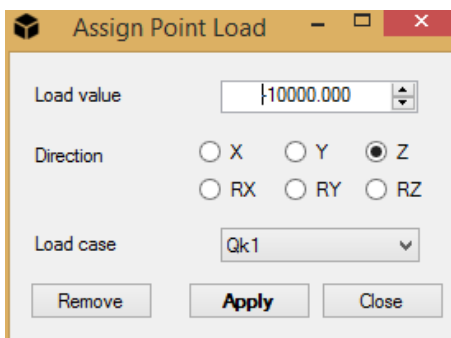 Assign Point Load
Load value -10000.000
Direction X Y Z
RX RY RZ
Load case Qk1
Remove Apply Close